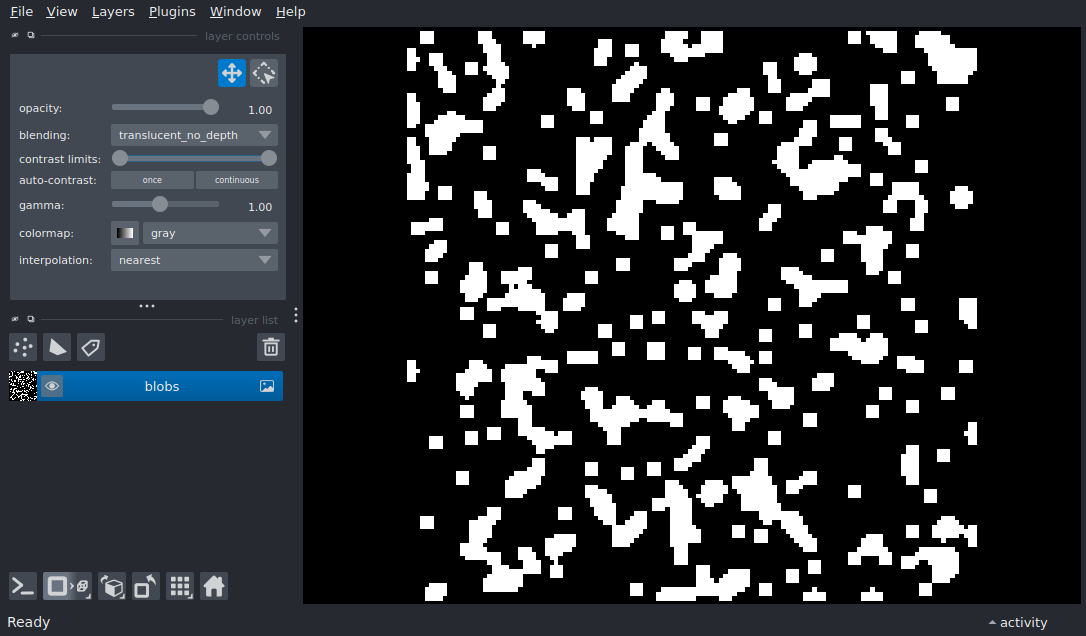 File View Layers Plugins Window Help
layer controls
opacity: 1.00
blending: translucent_no_depth
contrast limits:
auto-contrast: once continuous
gamma: 1.00
colormap: gray
interpolation: nearest
layer list
blobs
Ready activity